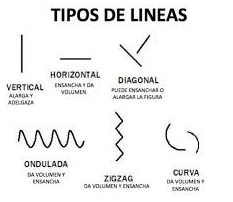 TIPOS DE LINEAS
VERTICAL
ALARGA Y
ADELGAZA
HORIZONTAL
ENSANCHA Y DA
VOLUMEN
DIAGONAL
PUEDE ENSANCHAR O
ALARGAR LA FIGURA
ONDULADA
DA VOLUMEN Y
ENSANCHA
ZIGZAG
DA VOLUMEN Y ENSANCHA
CURVA
DA VOLUMEN Y
ENSANCHA